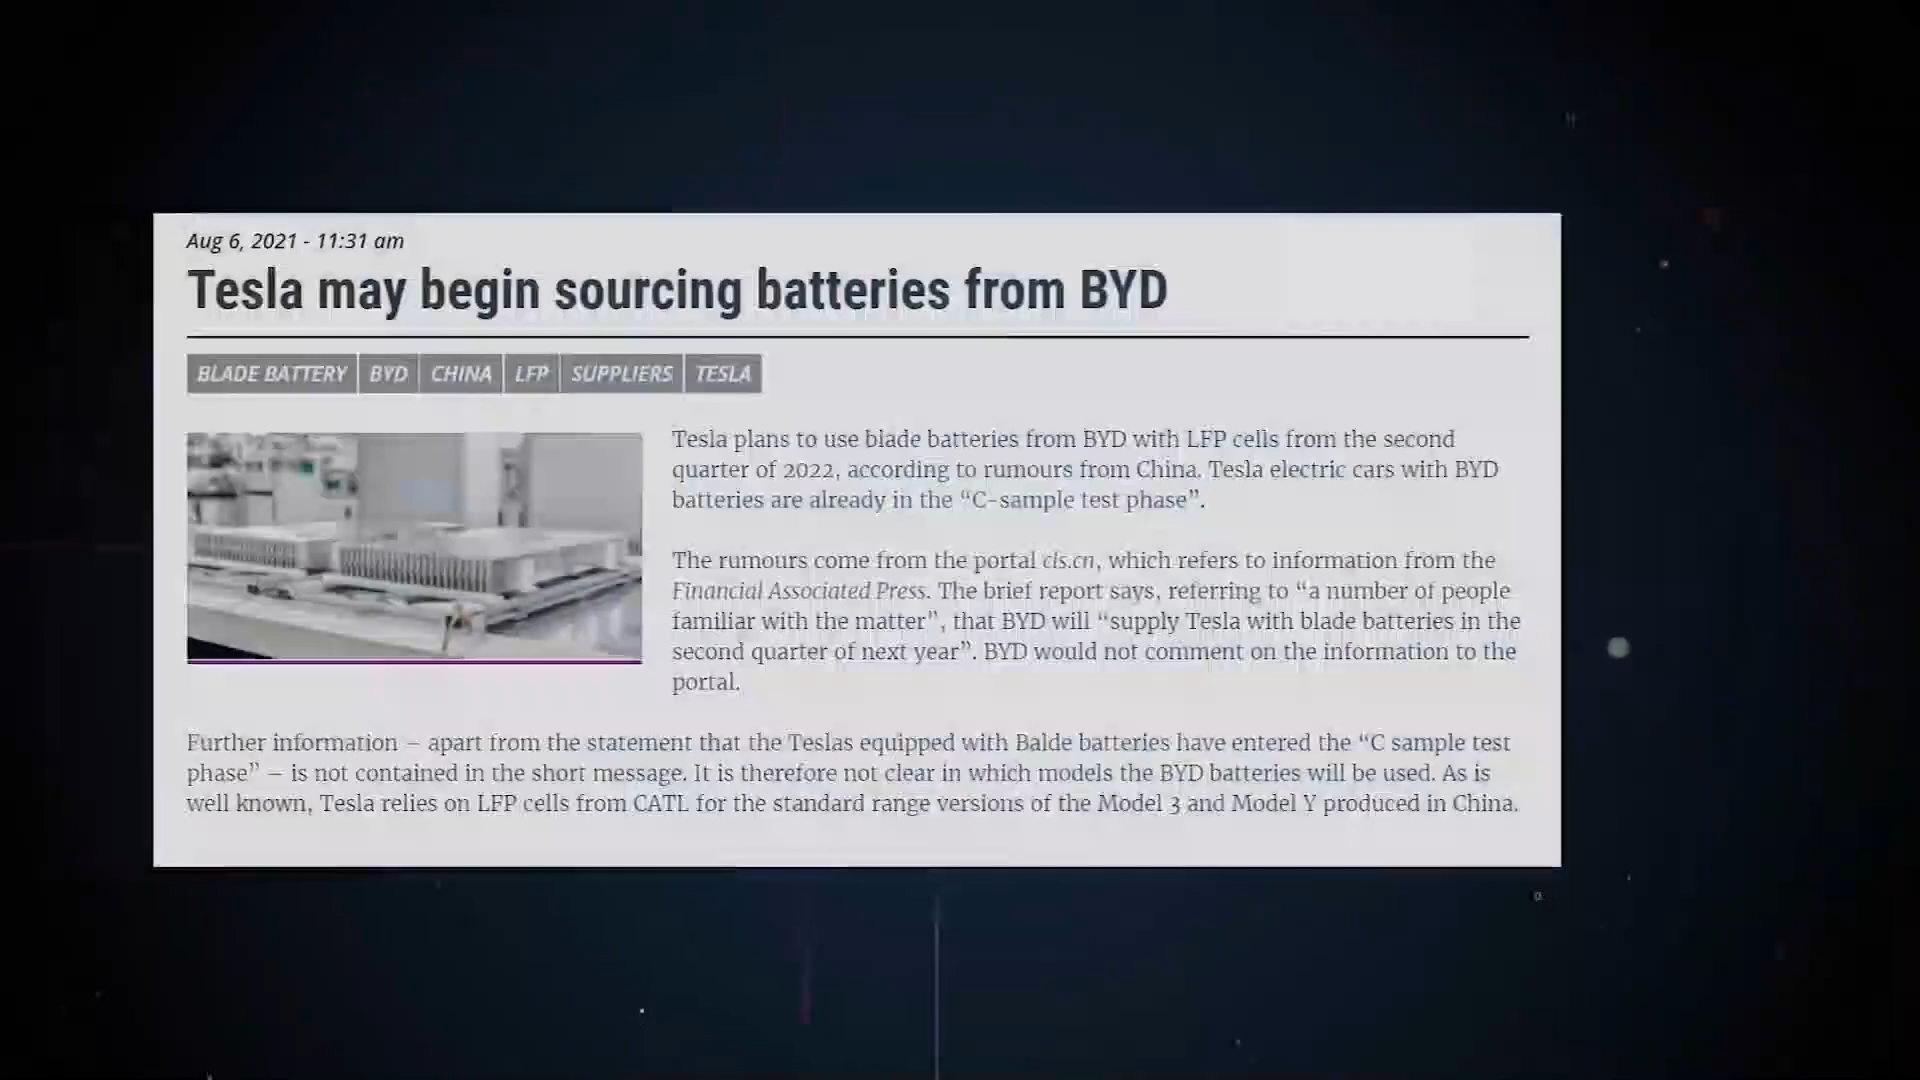 Aug 6, 2021 - 11:31 am
Tesla may begin sourcing batteries from BYD
BLADE BATTERY BYD CHINA LFP SUPPLIERS TESLA
Tesla plans to use blade batteries from BYD with LFP cells from the second
quarter of 2022, according to rumours from China. Tesla electric cars with BYD
batteries are already in the “C-sample test phase”.
The rumours come from the portal cls.cn, which refers to information from the
Financial Associated Press. The brief report says, referring to “a number of people
familiar with the matter”, that BYD will “supply Tesla with blade batteries in the
second quarter of next year”. BYD would not comment on the information to the
portal.
Further information – apart from the statement that the Teslas equipped with Balde batteries have entered the “C sample test
phase” – is not contained in the short message. It is therefore not clear in which models the BYD batteries will be used. As is
well known, Tesla relies on LFP cells from CATL for the standard range versions of the Model 3 and Model Y produced in China.